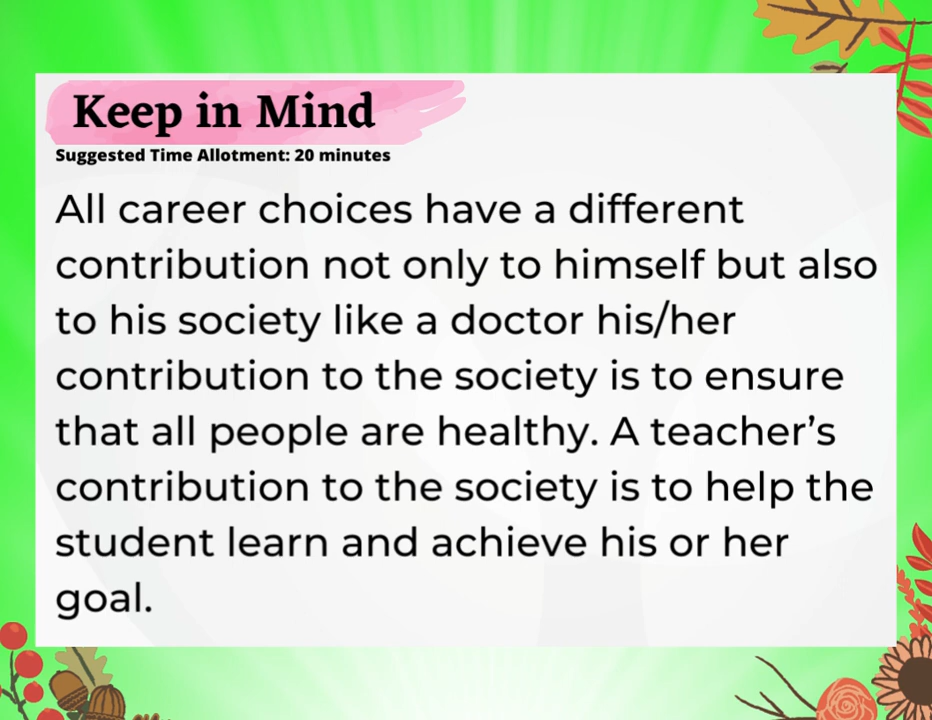 Keep in Mind
Suggested Time Allotment: 20 minutes
All career choices have a different
contribution not only to himself but also
to his society like a doctor his/her
contribution to the society is to ensure
that all people are healthy. A teacher’s
contribution to the society is to help the
student learn and achieve his or her
goal.